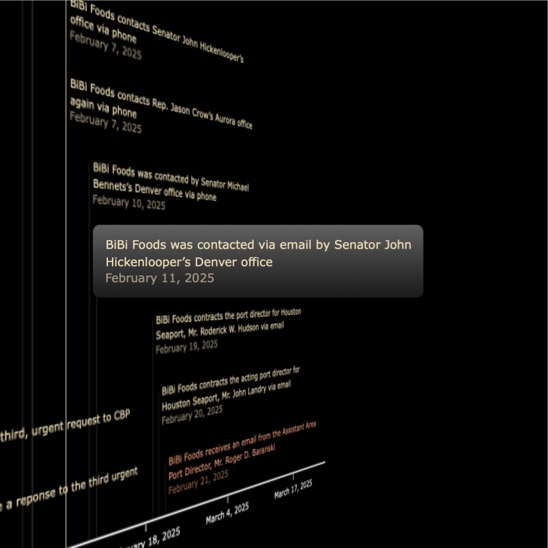 BiBi Foods contacts Senator John Hickenlooper's
office via phone
February 7, 2025
BiBi Foods contacts Rep. Jason Crow's Aurora office
again via phone
February 7, 2025
BiBi Foods was contacted by Senator Michael
Bennets's Denver office via phone
February 10, 2025
BiBi Foods was contacted via email by Senator John
Hickenlooper's Denver office
February 11, 2025
BiBi Foods contracts the port director for Houston
Seaport, Mr. Roderick W. Hudson via email
February 19, 2025
BiBi Foods contracts the acting port director for
Houston Seaport, Mr. John Landry via email
February 20, 2025
BiBi Foods receives an email from the Assistant Area
Port Director, Mr. Roger D. Baranski
February 21, 2025
third, urgent request to CBP
a reponse to the third urgent
18, 2025
March 4, 2025
March 17, 2025